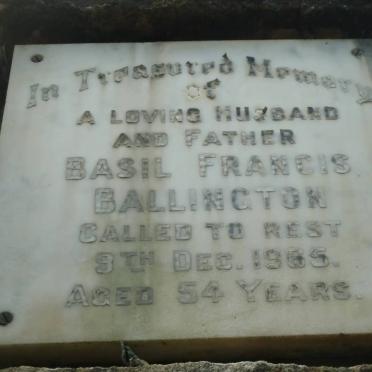 In Treasured Memory
of
A LOVING HUSBAND
AND FATHER
BASIL FRANCIS
BALLINGTON
CALLED TO REST
9TH DEC. 1965.
AGED 54 YEARS.